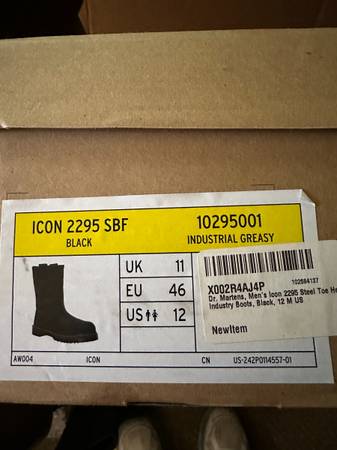 ICON 2295 SBF 10295001
BLACK INDUSTRIAL GREASY
UK 11
EU 46
US 12
X002R4AJ4P
Dr. Martens, Men's Icon 2295 Steel Toe He
Industry Boots, Black, 12 M US
NewItem
AW004 ICON CN US-242P0114557-01